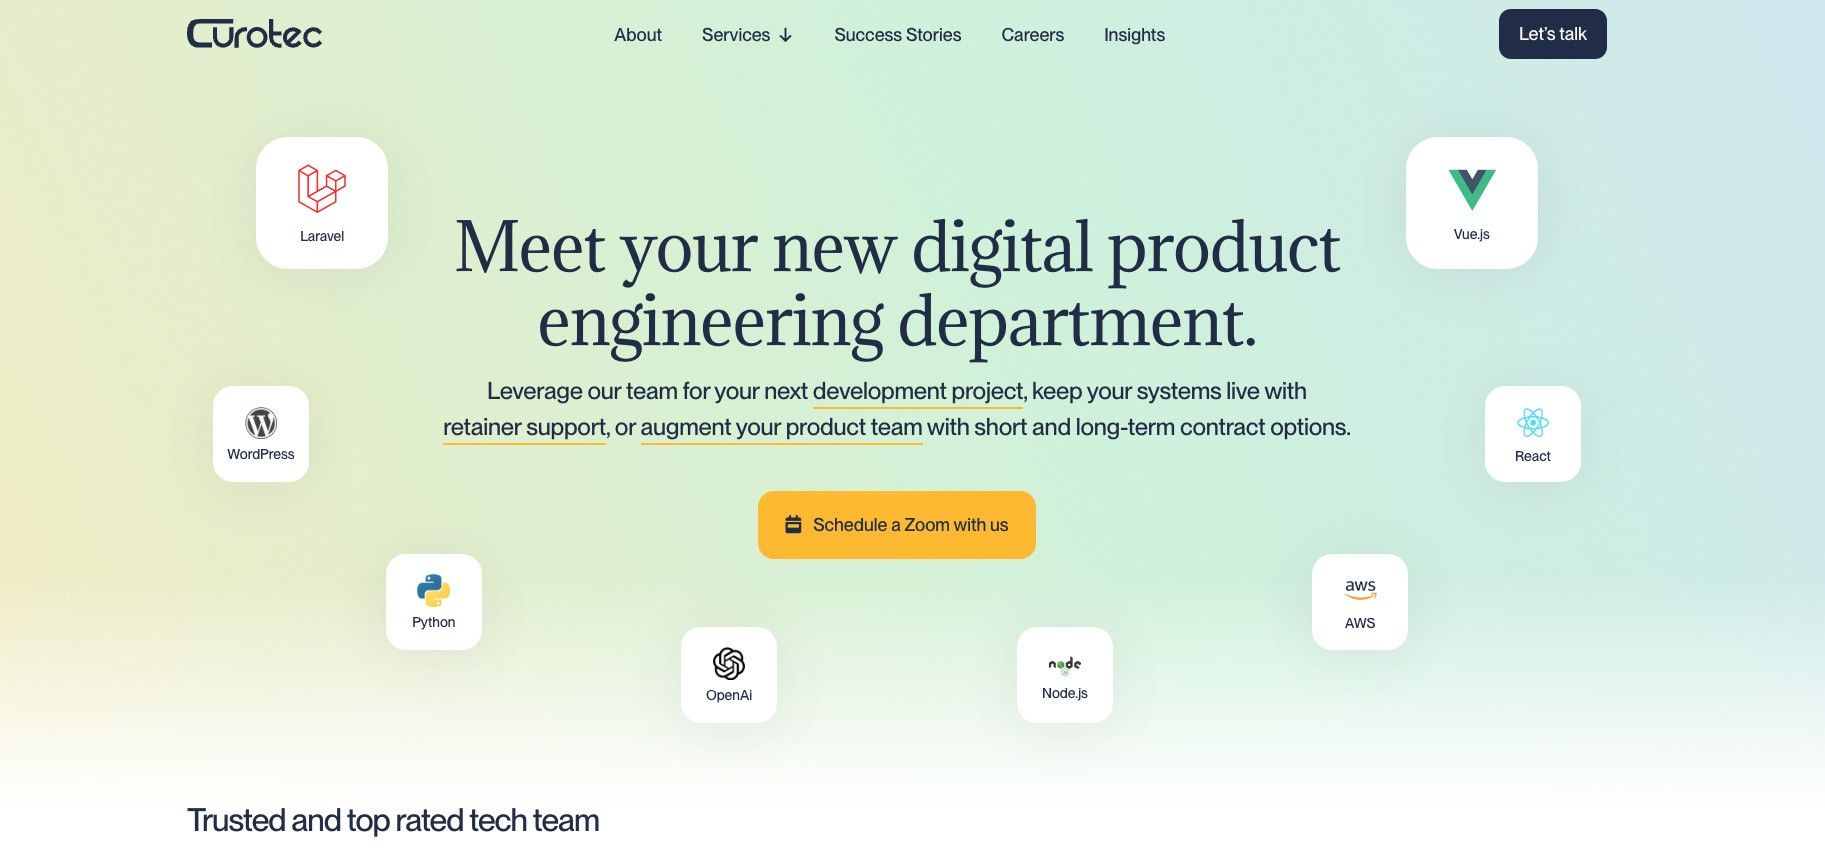 Curotec
About
Services
Success Stories
Careers
Insights
Let's talk
Laravel
Vue.js
Meet your new digital product
engineering department.
Leverage our team for your next development project, keep your systems live with
retainer support, or augment your product team with short and long-term contract options.
WordPress
React
Schedule a Zoom with us
Python
aws
AWS
OpenAi
node
Node.js
Trusted and top rated tech team